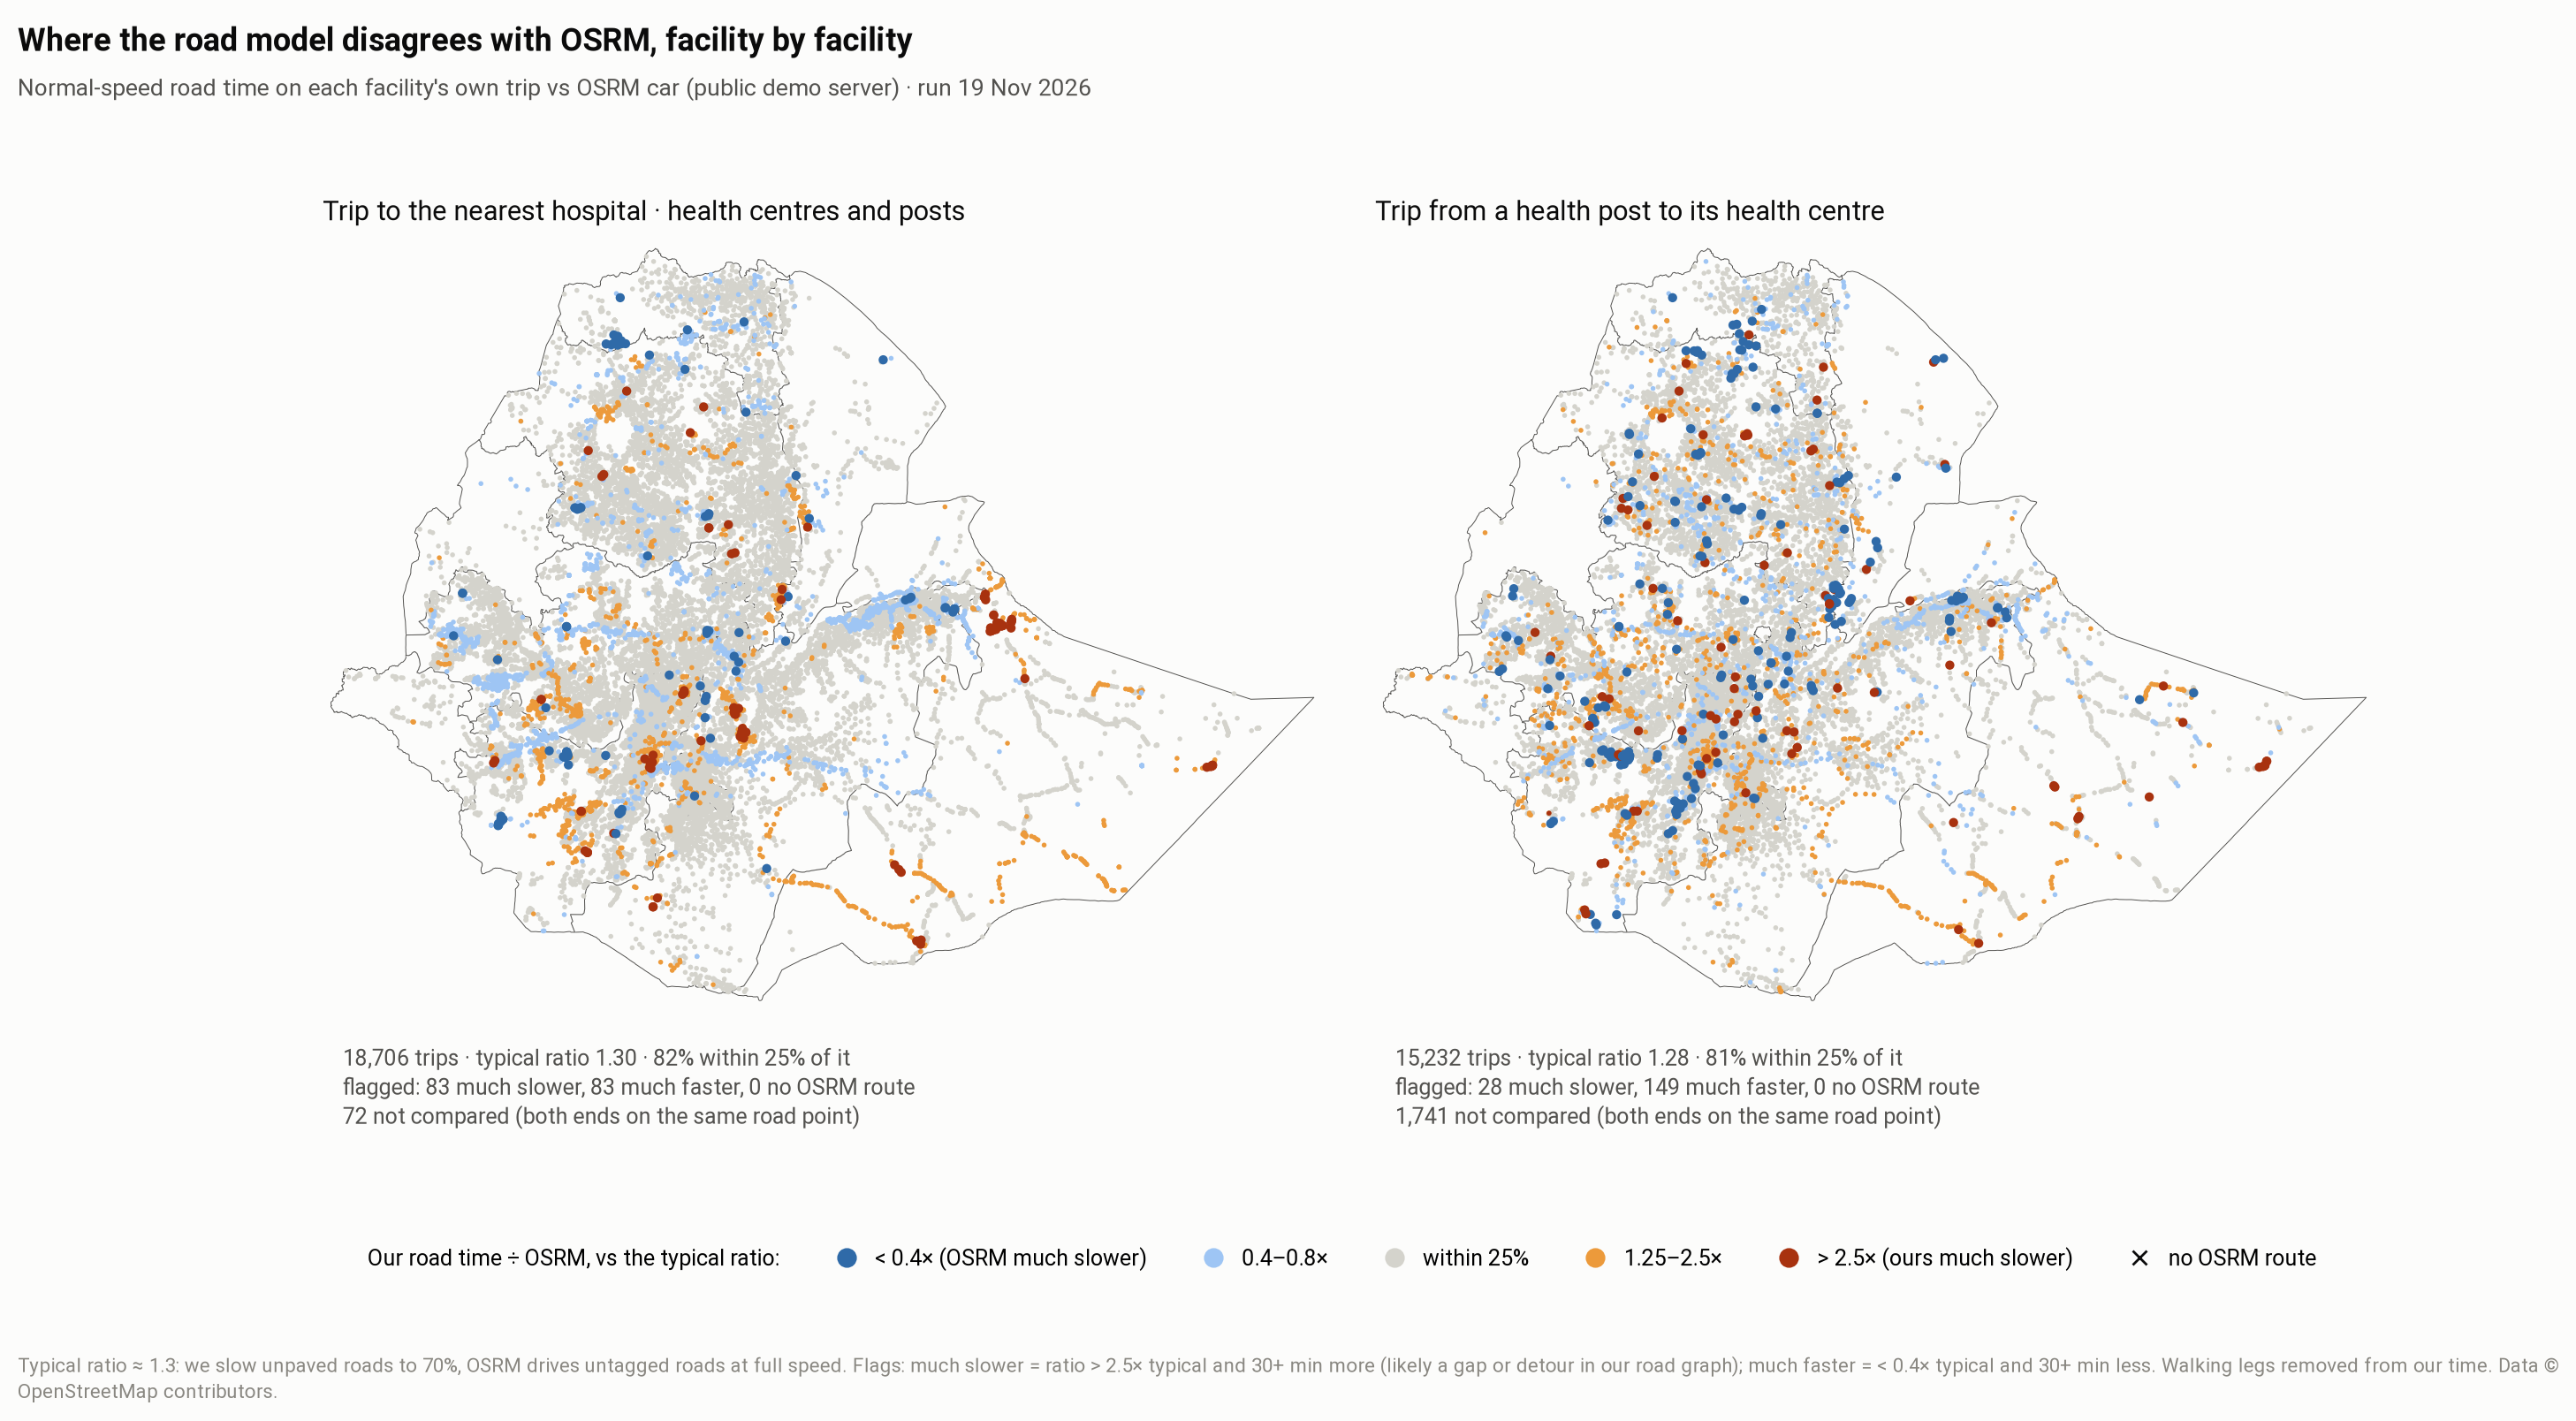 Where the road model disagrees with OSRM, facility by facility
Normal-speed road time on each facility's own trip vs OSRM car (public demo server) · run 19 Nov 2026
Trip to the nearest hospital · health centres and posts
Trip from a health post to its health centre
18,706 trips · typical ratio 1.30 · 82% within 25% of it
flagged: 83 much slower, 83 much faster, 0 no OSRM route
72 not compared (both ends on the same road point)
15,232 trips · typical ratio 1.28 · 81% within 25% of it
flagged: 28 much slower, 149 much faster, 0 no OSRM route
1,741 not compared (both ends on the same road point)
Our road time ÷ OSRM, vs the typical ratio: < 0.4× (OSRM much slower) 0.4–0.8× within 25% 1.25–2.5× > 2.5× (ours much slower) no OSRM route
Typical ratio ≈ 1.3: we slow unpaved roads to 70%, OSRM drives untagged roads at full speed. Flags: much slower = ratio > 2.5× typical and 30+ min more (likely a gap or detour in our road graph); much faster = < 0.4× typical and 30+ min less. Walking legs removed from our time. Data ©
OpenStreetMap contributors.